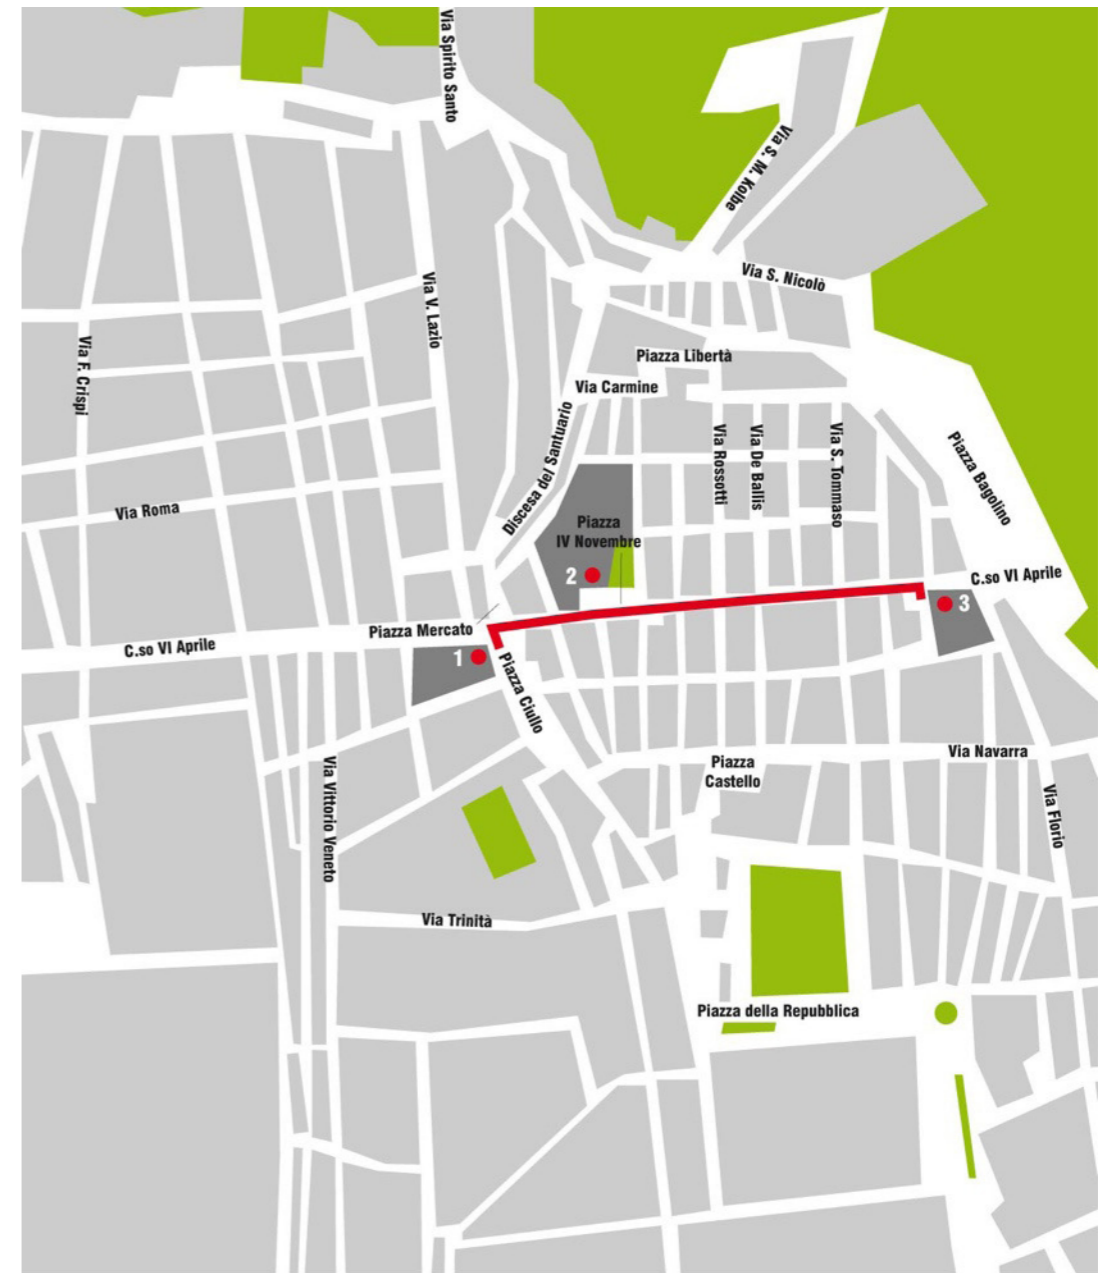 Via Spirito Santo
Via S. M. Kolbe
Via S. Nicolò
Via V. Lazio
Via F. Crispi
Piazza Libertà
Via Carmine
Discesa del Santuario
Via Rossotti
Via De Ballis
Via S. Tommaso
Piazza Bagolino
Via Roma
Piazza
IV Novembre
2
C.so VI Aprile
3
Piazza Mercato
C.so VI Aprile
1
Piazza Ciullo
Via Navarra
Piazza
Castello
Via Vittorio Veneto
Via Florio
Via Trinità
Piazza della Repubblica